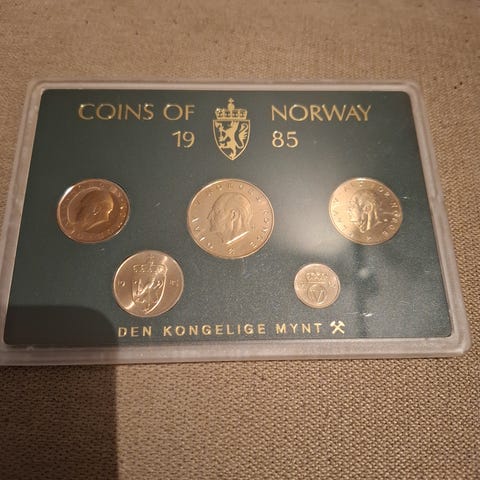 COINS OF NORWAY
19 85
DEN KONGELIGE MYNT